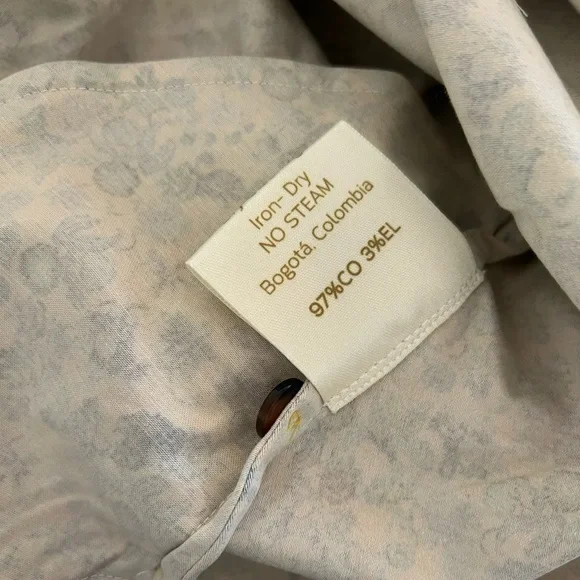 Iron- Dry
NO STEAM
Bogotá. Colombia
97%CO 3%EL